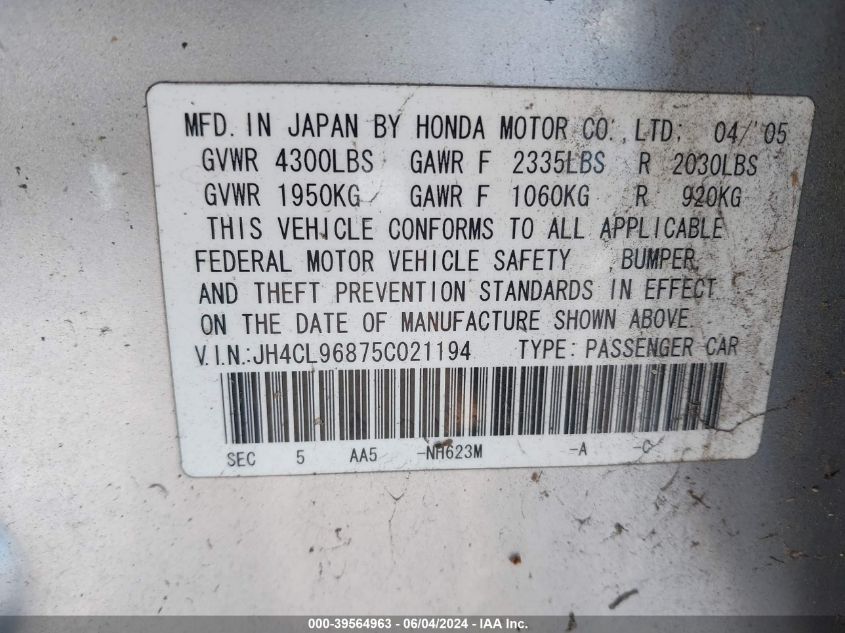 MFD. IN JAPAN BY HONDA MOTOR CO., LTD. 04/'05
GVWR 4300LBS GAWR F 2335LBS R 2030LBS
GVWR 1950KG GAWR F 1060KG R 920KG
THIS VEHICLE CONFORMS TO ALL APPLICABLE
FEDERAL MOTOR VEHICLE SAFETY , BUMPER,
AND THEFT PREVENTION STANDARDS IN EFFECT
ON THE DATE OF MANUFACTURE SHOWN ABOVE.
V.I.N.:JH4CL96875C021194 TYPE: PASSENGER CAR
SEC 5 AA5 -NH623M -A -C
000-39564963 - 06/04/2024 - IAA Inc.